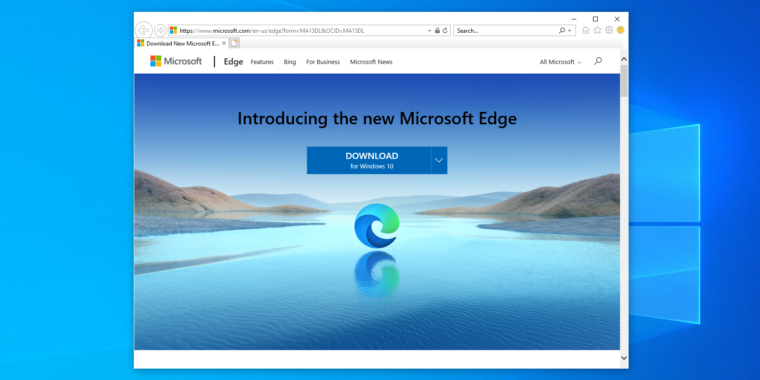 https://www.microsoft.com/en-us/edge?form=MA13DL&OCID=MA13DL
Search...
Download New Microsoft E...
Microsoft
Edge
Features
Bing
For Business
Microsoft News
All Microsoft
Introducing the new Microsoft Edge
DOWNLOAD
for Windows 10